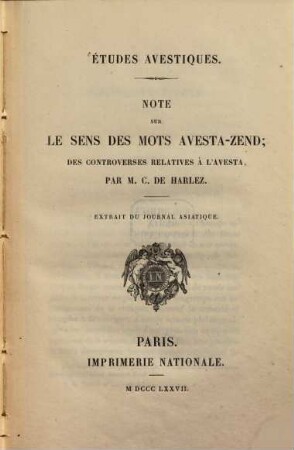 ÉTUDES AVESTIQUES.
NOTE
SUR
LE SENS DES MOTS AVESTA-ZEND;
DES CONTROVERSES RELATIVES À L'AVESTA,
PAR M. C. DE HARLEZ.
EXTRAIT DU JOURNAL ASIATIQUE.
IN
PARIS.
IMPRIMERIE NATIONALE.
M DCCC LXXVII.